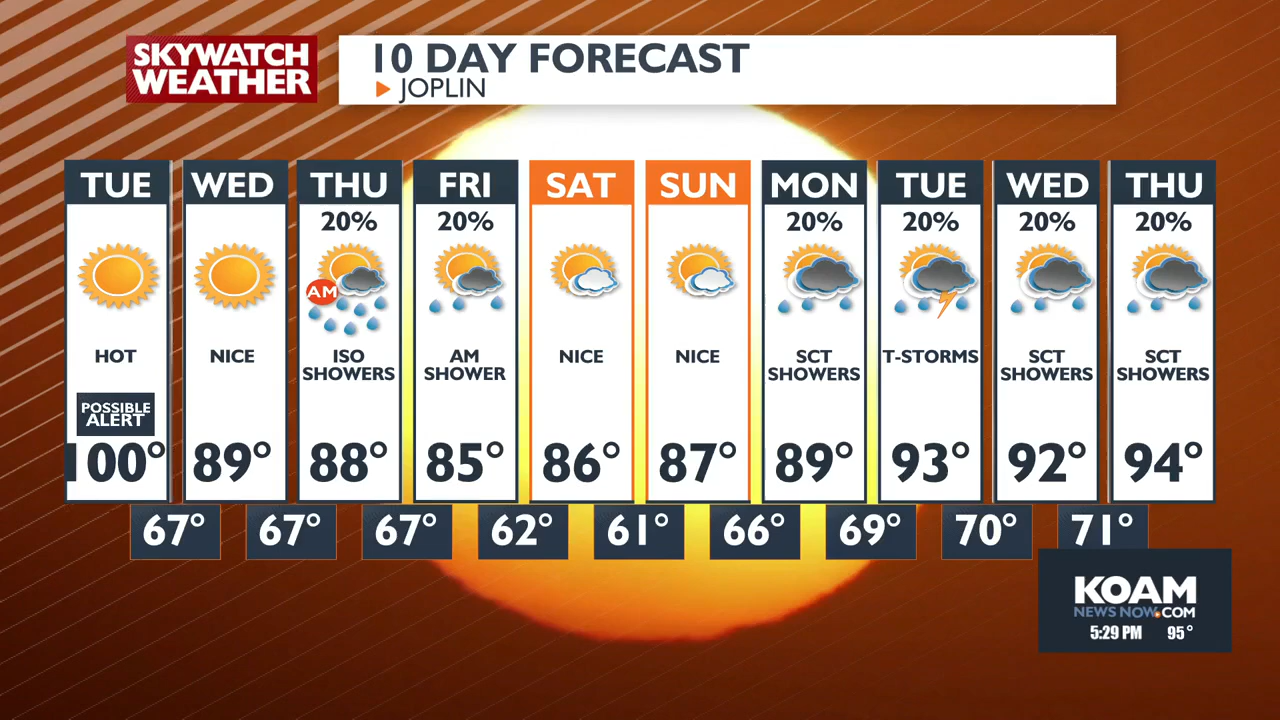 SKYWATCH
WEATHER
10 DAY FORECAST
JOPLIN
TUE WED THU FRI SAT SUN MON TUE WED THU
20% 20% 20% 20% 20% 20%
AM
HOT NICE ISO SHOWERS AM SHOWER NICE NICE SCT SHOWERS T-STORMS SCT SHOWERS SCT SHOWERS
POSSIBLE
ALERT
100° 89° 88° 85° 86° 87° 89° 93° 92° 94°
67° 67° 67° 62° 61° 66° 69° 70° 71°
KOAM
NEWS NOW.COM
5:29 PM 95°